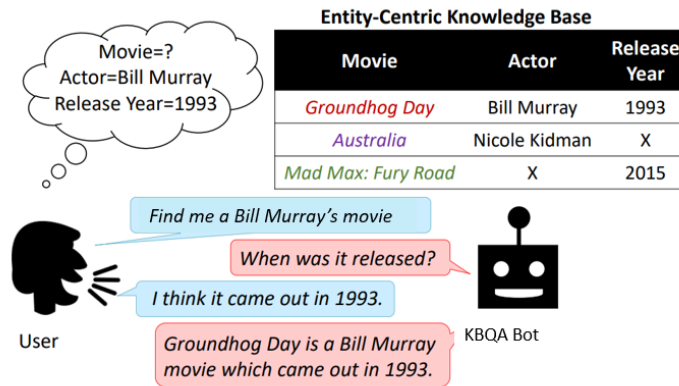 Entity-Centric Knowledge Base
Movie=?
Actor=Bill Murray
Release Year=1993
Movie Actor Release Year
Groundhog Day Bill Murray 1993
Australia Nicole Kidman X
Mad Max: Fury Road X 2015
Find me a Bill Murray's movie
When was it released?
I think it came out in 1993.
User
KBQA Bot
Groundhog Day is a Bill Murray
movie which came out in 1993.